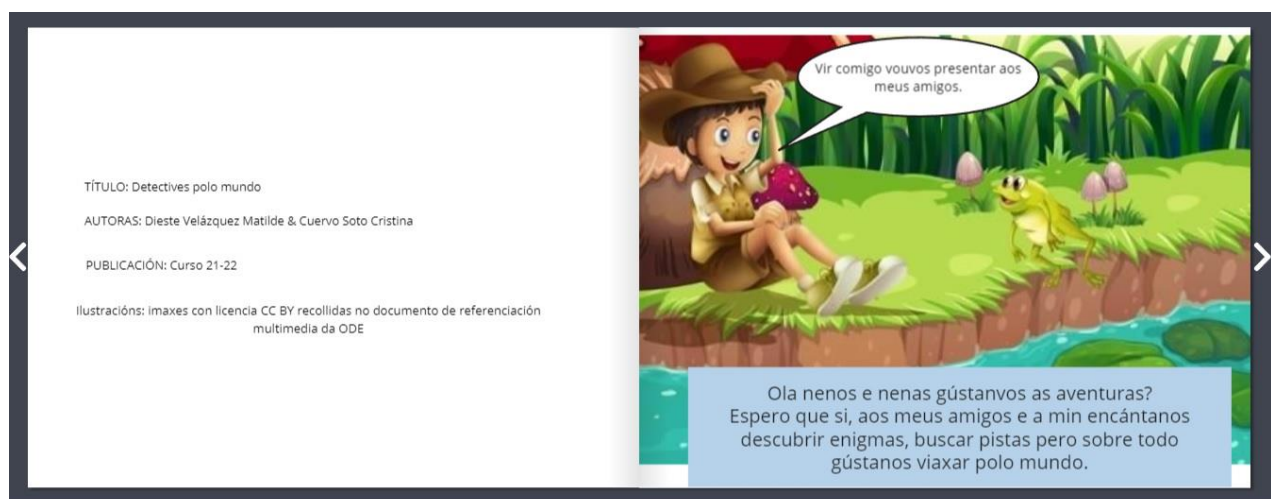 TÍTULO: Detectives polo mundo
AUTORAS: Dieste Velázquez Matilde & Cuervo Soto Cristina
PUBLICACIÓN: Curso 21-22
Ilustracións: imaxes con licencia CC BY recollidas no documento de referenciación
multimedia da ODE
Vir comigo vouvos presentar aos
meus amigos.
Ola nenos e nenas gústanvos as aventuras?
Espero que si, aos meus amigos e a min encántanos
descubrir enigmas, buscar pistas pero sobre todo
gústanos viaxar polo mundo.